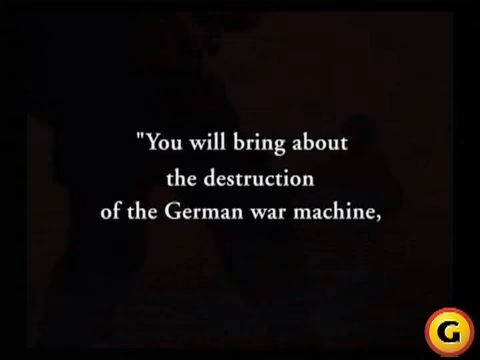 "You will bring about
the destruction
of the German war machine,
G